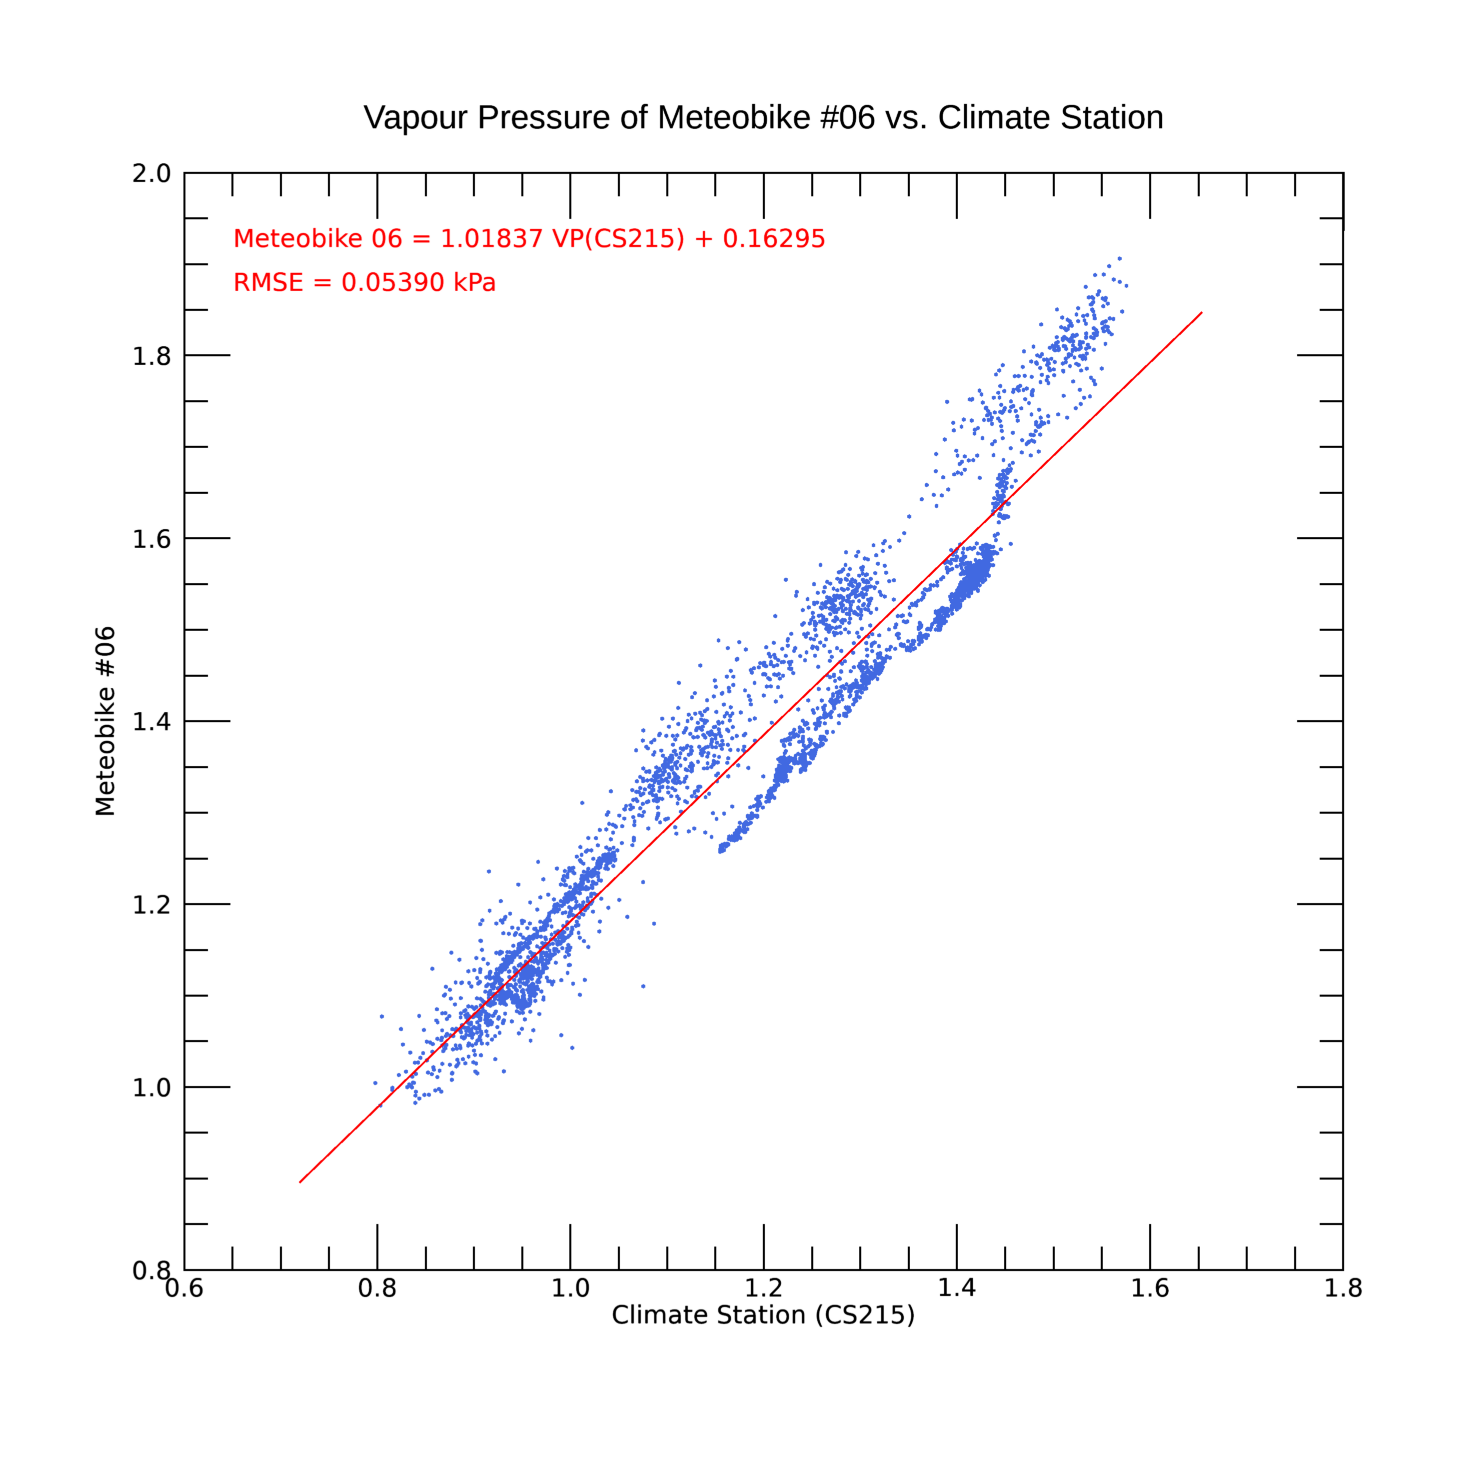 Vapour Pressure of Meteobike #06 vs. Climate Station
2.0
Meteobike 06 = 1.01837 VP(CS215) + 0.16295
RMSE = 0.05390 kPa
1.8
1.6
Meteobike #06
1.4
1.2
1.0
0.8
0.6 0.8 1.0 1.2 1.4 1.6 1.8
Climate Station (CS215)